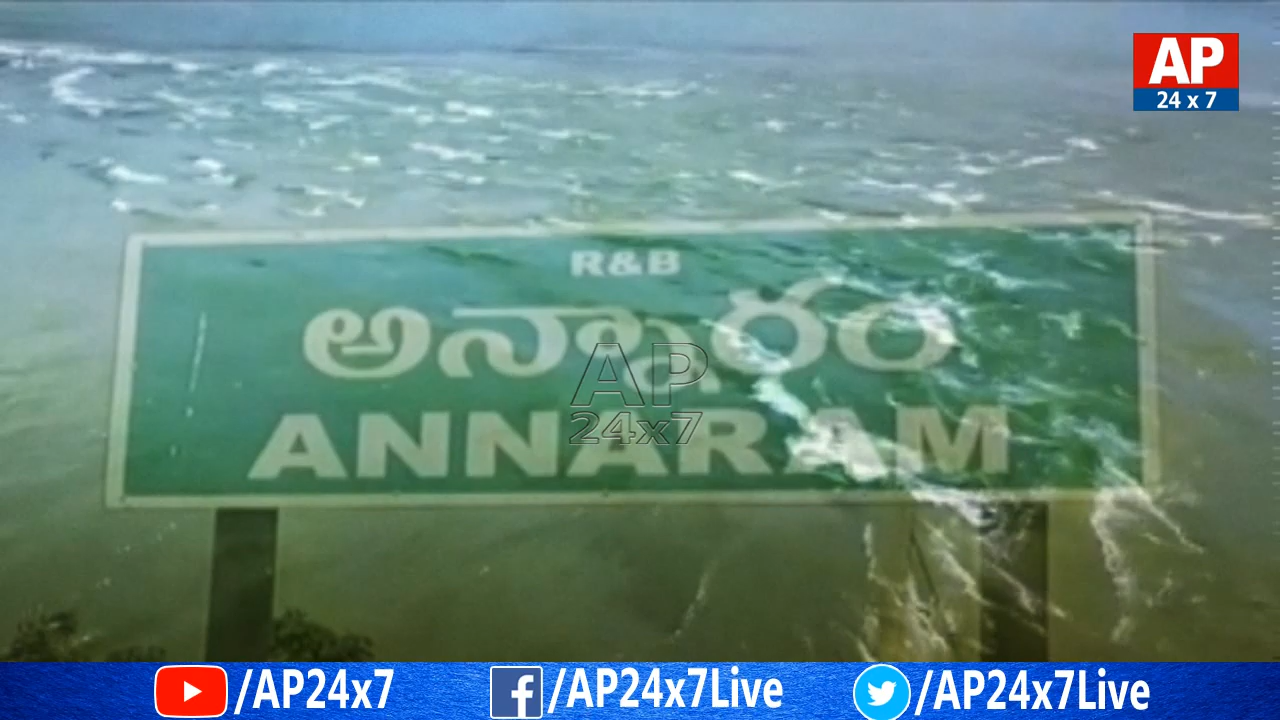 AP
24 x 7
R&B
అన్నారం
ANNARAM
AP
24x7
/AP24x7
/AP24x7Live
/AP24x7Live